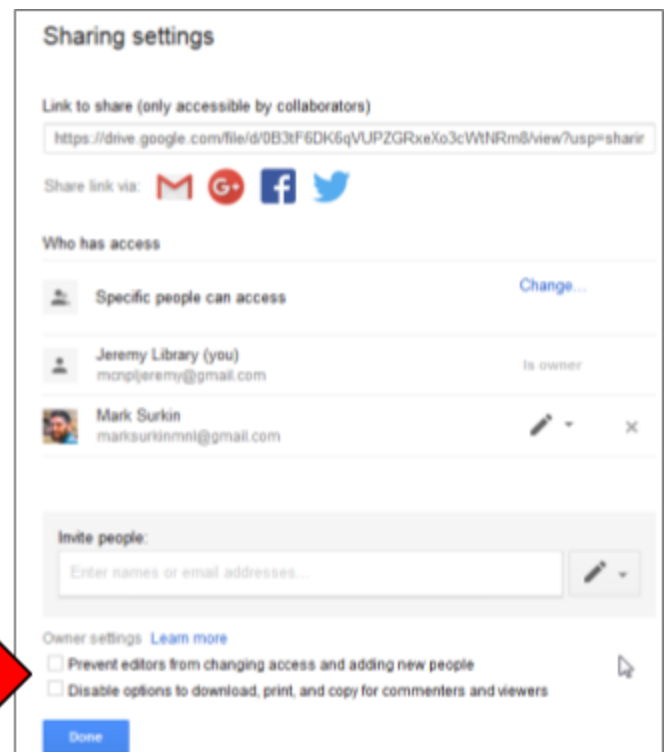 Sharing settings
Link to share (only accessible by collaborators)
https://drive.google.com/file/d/0B3tF6DK6qVUPZGRxeXo3cWtNRm8/view?usp=sharin
Share link via:
Who has access
Specific people can access Change...
Jeremy Library (you) Is owner
mcnpljeremy@gmail.com
Mark Surkin
marksurkinmnl@gmail.com
Invite people:
Enter names or email addresses...
Owner settings Learn more
Prevent editors from changing access and adding new people
Disable options to download, print, and copy for commenters and viewers
Done